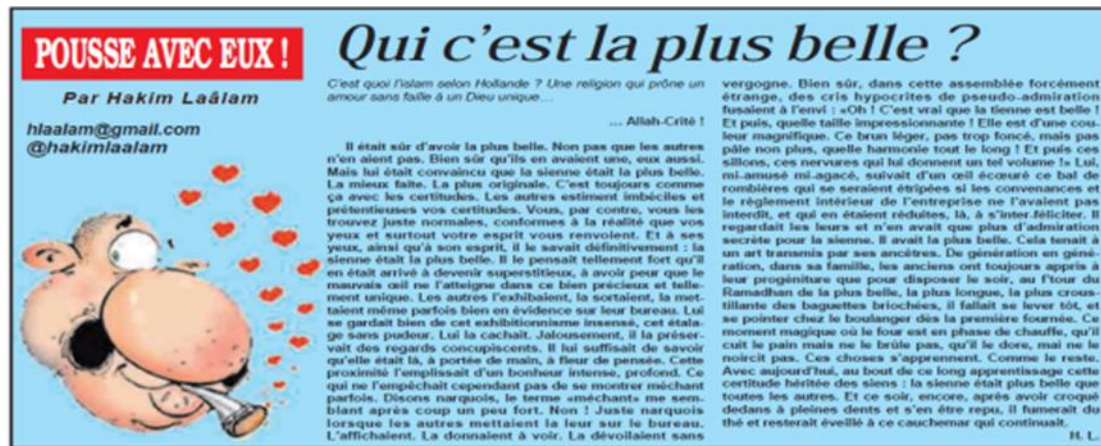 POUSSE AVEC EUX !
Par Hakim Laâlam
hlaalam@gmail.com
@hakimlaalam
Qui c'est la plus belle ?
C'est quoi l'islam selon Hollande ? Une religion qui prône un
amour sans faille à un Dieu unique…
... Allah-Crité !
Il était sûr d'avoir la plus belle. Non pas que les autres
n'en aient pas. Bien sûr qu'ils en avaient une, eux aussi.
Mais lui était convaincu que la sienne était la plus belle.
La mieux faite. La plus originale. C'est toujours comme
ça avec les certitudes. Les autres estiment imbéciles et
prétentieuses vos certitudes. Vous, par contre, vous les
trouvez juste normales, conformes à la réalité que vos
yeux et surtout votre esprit vous renvoient. Et à ses
yeux, ainsi qu'à son esprit, il le savait définitivement : la
sienne était la plus belle. Il le pensait tellement fort qu'il
en était arrivé à devenir superstitieux, à avoir peur que le
mauvais œil ne l'atteigne dans ce bien précieux et telle-
ment unique. Les autres l'exhibaient, la sortaient, la met-
taient même parfois bien en évidence sur leur bureau. Lui
se gardait bien de cet exhibitionnisme insensé, cet étala-
ge sans pudeur. Lui la cachait. Jalousement, il la préser-
vait des regards concupiscents. Il lui suffisait de savoir
qu'elle était là, à portée de main, à fleur de pensée. Cette
proximité l'emplissait d'un bonheur intense, profond. Ce
qui ne l'empêchait cependant pas de se montrer méchant
parfois. Disons narquois, le terme «méchant» me sem-
blant après coup un peu fort. Non ! Juste narquois
lorsque les autres mettaient la leur sur le bureau.
L'affichaient. La donnaient à voir. La dévoilaient sans
vergogne. Bien sûr, dans cette assemblée forcément
étrange, des cris hypocrites de pseudo-admiration
fusaient à l'envi : «Oh ! C'est vrai que la tienne est belle !
Et puis, quelle taille impressionnante ! Elle est d'une cou-
leur magnifique. Ce brun léger, pas trop foncé, mais pas
pâle non plus, quelle harmonie tout le long ! Et puis ces
sillons, ces nervures qui lui donnent un tel volume !» Lui,
mi-amusé mi-agacé, suivait d'un œil écœuré ce bal de
rombières qui se seraient étripées si les convenances et
le règlement intérieur de l'entreprise ne l'avaient pas
interdit, et qui en étaient réduites, là, à s'inter-féliciter. Il
regardait les leurs et n'en avait que plus d'admiration
secrète pour la sienne. Il avait la plus belle. Cela tenait à
un art transmis par ses ancêtres. De génération en géné-
ration, dans sa famille, les anciens ont toujours appris à
leur progéniture que pour disposer le soir, au f'tour du
Ramadhan de la plus belle, la plus longue, la plus crous-
tillante des baguettes briochées, il fallait se lever tôt, et
se pointer chez le boulanger dès la première fournée. Ce
moment magique où le four est en phase de chauffe, qu'il
cuit le pain mais ne le brûle pas, qu'il le dore, mai ne le
noircit pas. Ces choses s'apprennent. Comme le reste.
Avec aujourd'hui, au bout de ce long apprentissage cette
certitude héritée des siens : la sienne était plus belle que
toutes les autres. Et ce soir, encore, après avoir croqué
dedans à pleines dents et s'en être repu, il fumerait du
thé et resterait éveillé à ce cauchemar qui continuait.
H. L.